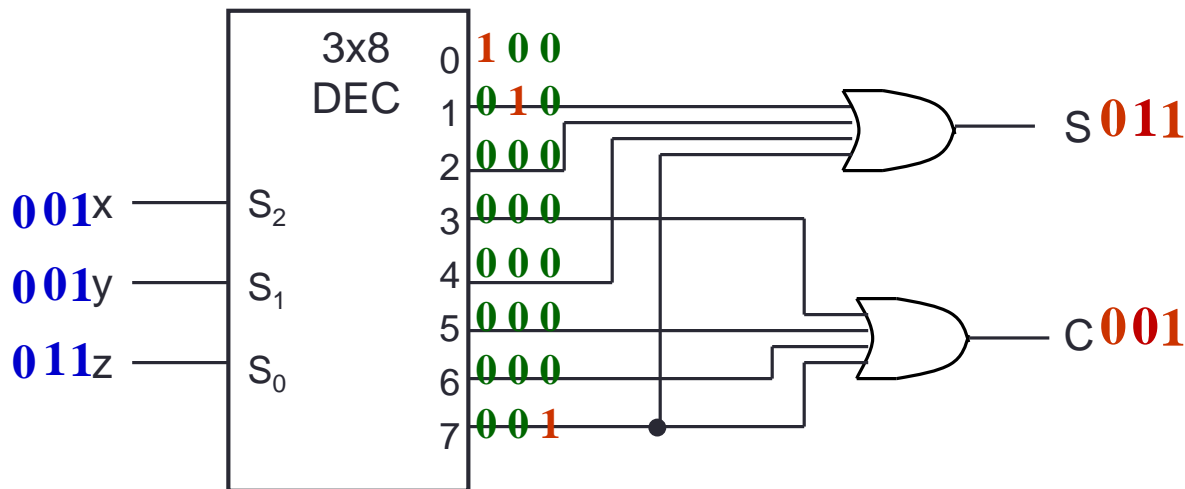 3x8
DEC
0 1 0 0
1 0 1 0
S 0 1 1
2 0 0 0
0 0 1 x S2
3 0 0 0
4 0 0 0
0 0 1 y S1
5 0 0 0
C 0 0 1
0 1 1 z S0
6 0 0 0
7 0 0 1